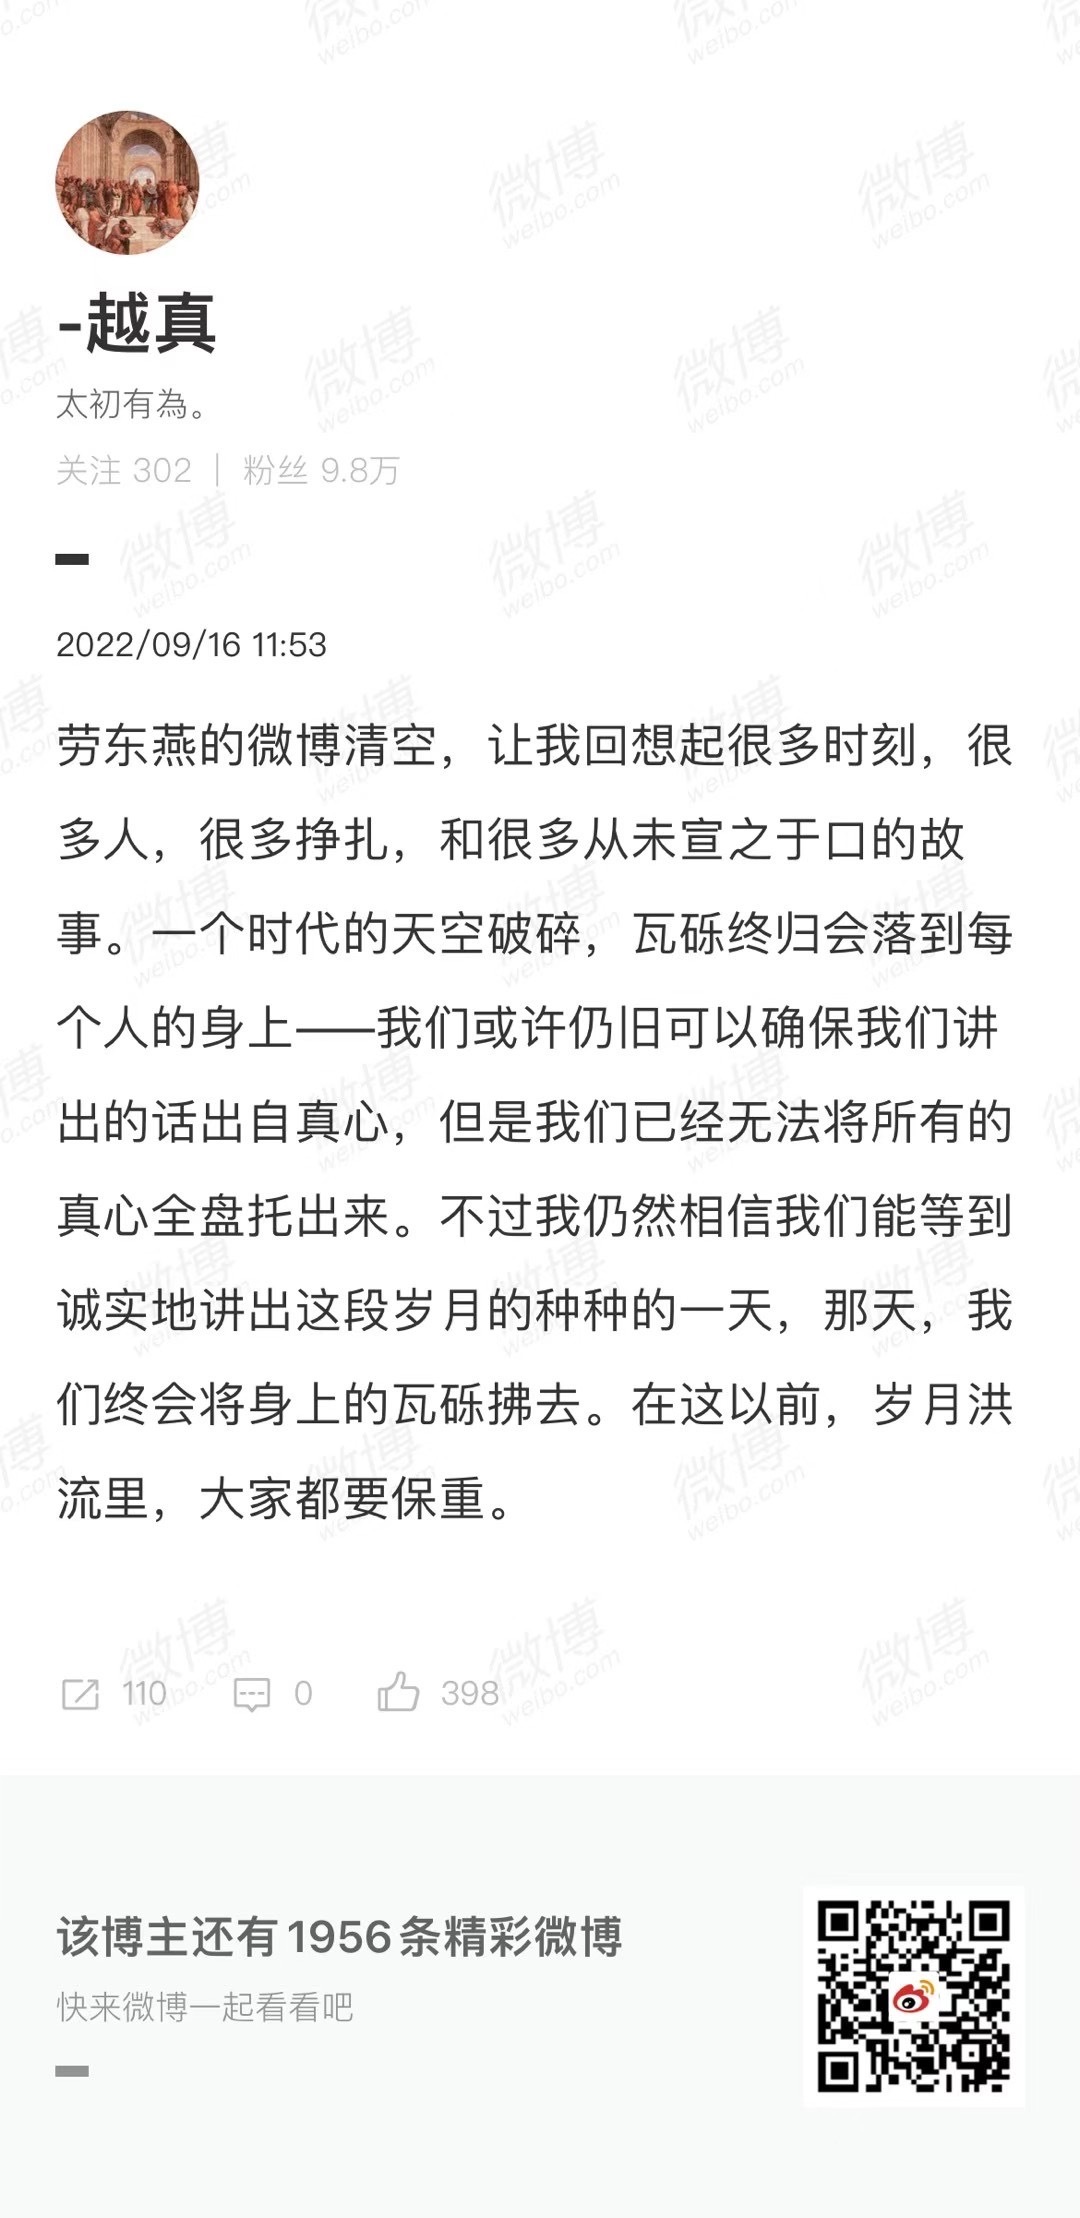 -越真
太初有為。
关注 302 | 粉丝 9.8万
2022/09/16 11:53
劳东燕的微博清空，让我回想起很多时刻，很
多人，很多挣扎，和很多从未宣之于口的故
事。一个时代的天空破碎，瓦砾终归会落到每
个人的身上——我们或许仍旧可以确保我们讲
出的话出自真心，但是我们已经无法将所有的
真心全盘托出来。不过我仍然相信我们能等到
诚实地讲出这段岁月的种种的一天，那天，我
们终会将身上的瓦砾拂去。在这以前，岁月洪
流里，大家都要保重。
110 0 398
该博主还有1956条精彩微博
快来微博一起看看吧
微博
weibo.com